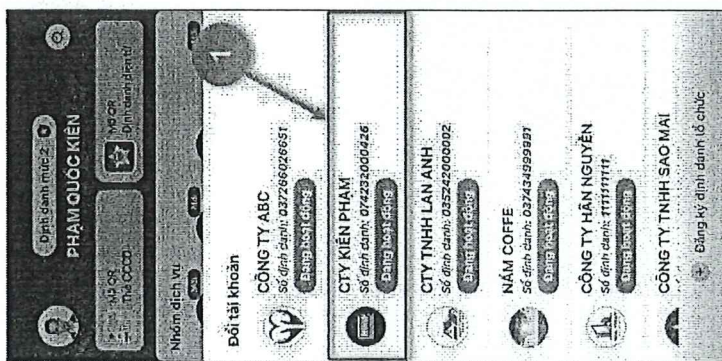 Định danh mức 2
PHẠM QUỐC KIÊN
Mã QR
Thẻ CCCD
Mã QR
Định danh điện tử
Nhóm dịch vụ
1
Đổi tài khoản
CÔNG TY ABC
Số định danh: 037266026651
Đang hoạt động
CTY KIÊN PHẠM
Số định danh: 074232000426
Đang hoạt động
CTY TNHH LAN ANH
Số định danh: 035242000002
Đang hoạt động
NẤM COFFE
Số định danh: 037434999991
Đang hoạt động
CÔNG TY HÂN NGUYÊN
Số định danh: 111111111
Đang hoạt động
CÔNG TY TNHH SAO MAI
+ Đăng ký định danh tổ chức